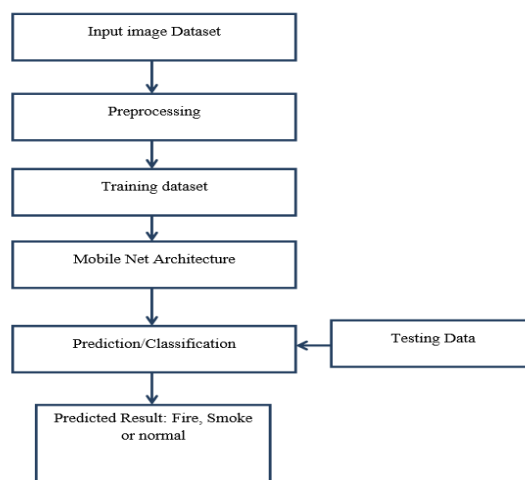 Input image Dataset
Preprocessing
Training dataset
Mobile Net Architecture
Prediction/Classification
Testing Data
Predicted Result: Fire, Smoke
or normal